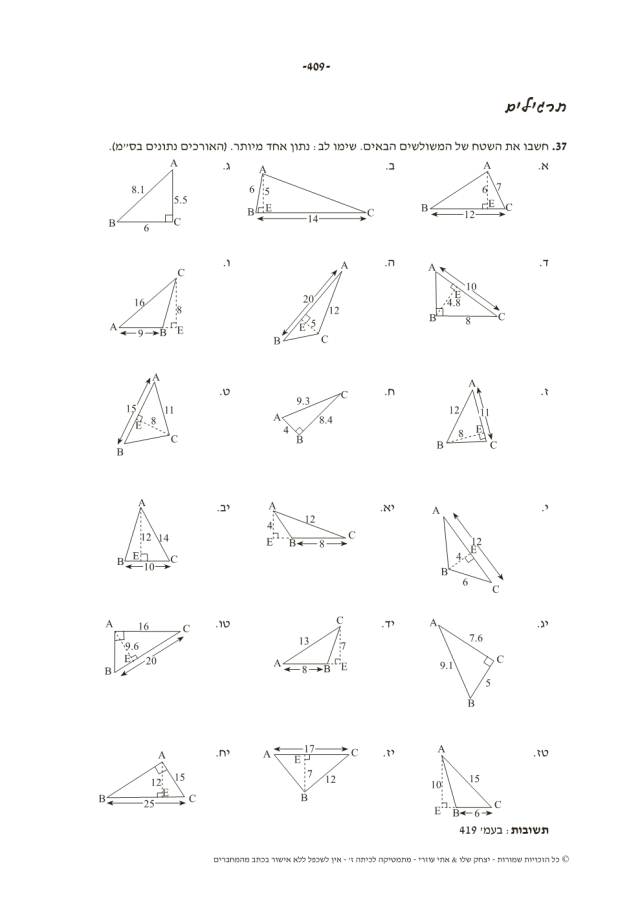 -409-
תרגילים
37. חשבו את השטח של המשולשים הבאים. שימו לב : נתון אחד מיותר. (האורכים נתונים בס״מ).
א. A B C E 6 7 12
ב. A B C E 6 5 14
ג. A B C 8.1 5.5 6
ד. A B C E 10 4.8 8
ה. A B C E 20 12 5
ו. C A B E 16 8 9
ז. A B C E 12 11 8
ח. C A B 9.3 8.4 4
ט. A B C E 15 11 8
י. A B C E 12 4 6
יא. A E B C 4 12 8
יב. A B C E 12 14 10
יג. A B C 7.6 9.1 5
יד. C A B E 13 7 8
טו. A C B E 16 9.6 20
טז. A E B C 10 15 6
יז. A C E B 17 7 12
יח. A B C E 12 15 25
תשובות : בעמ׳ 419
© כל הזכויות שמורות - יצחק שלו & אתי עוזרי - מתמטיקה לכיתה ז׳ - אין לשכפל ללא אישור בכתב מהמחברים